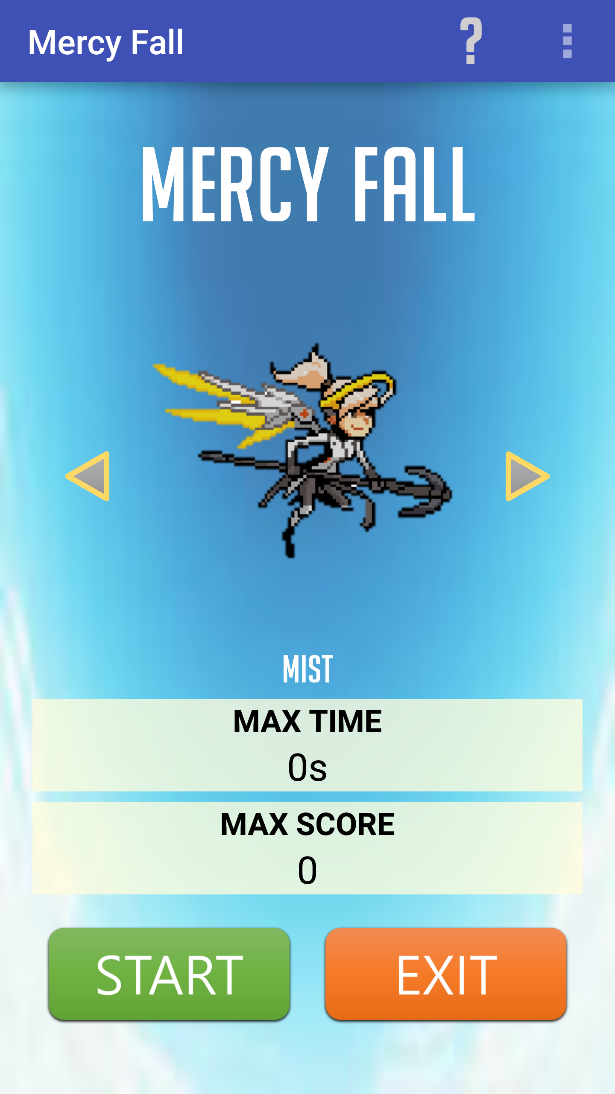 Mercy Fall
?
MERCY FALL
MIST
MAX TIME
0s
MAX SCORE
0
START
EXIT